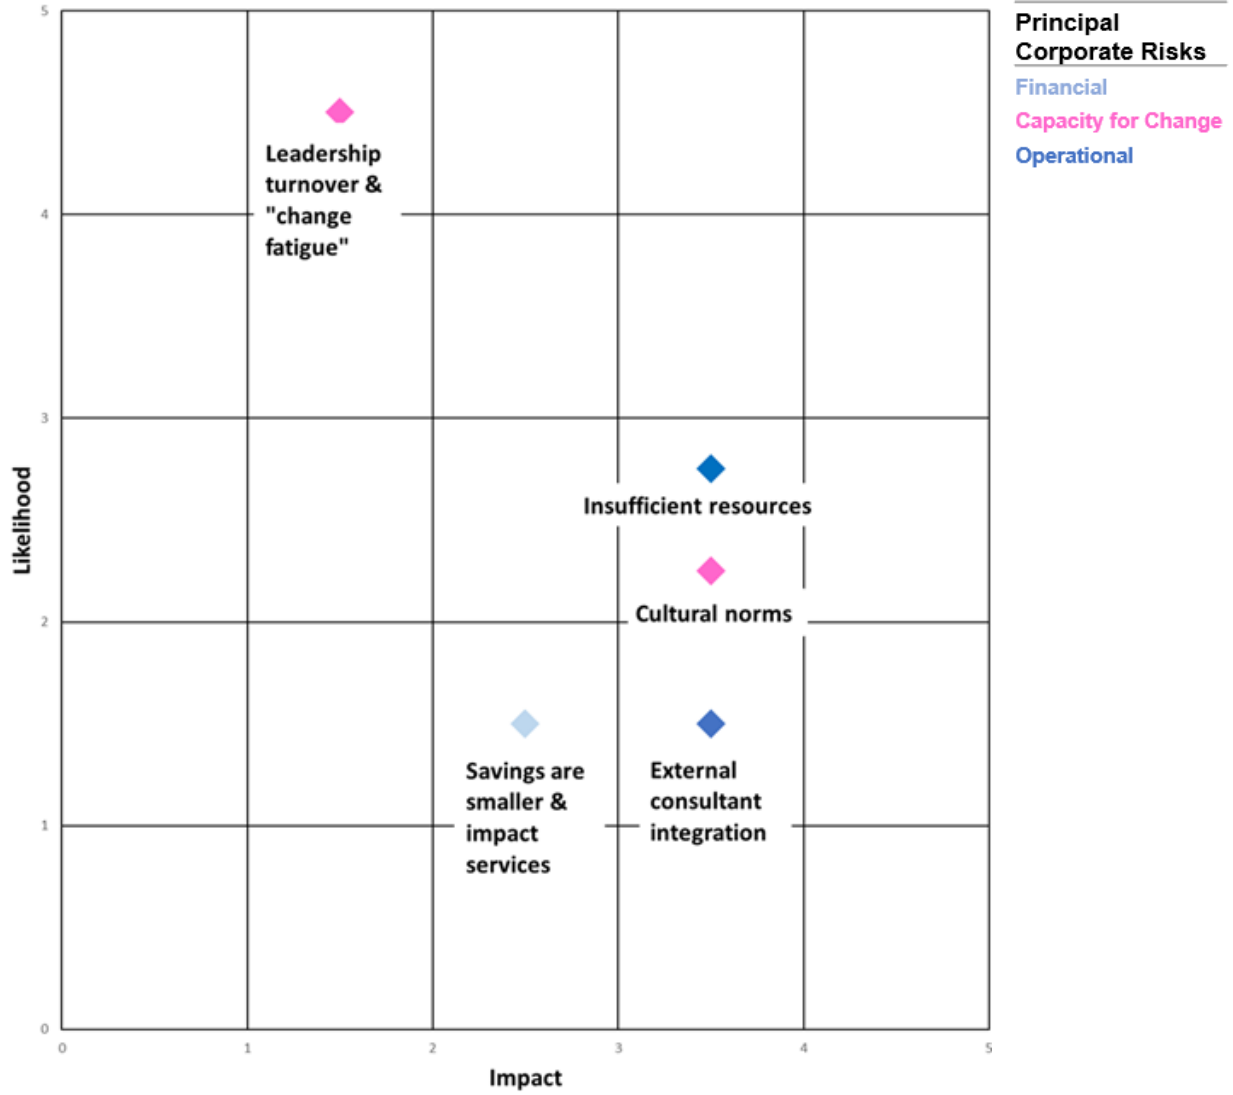 5
4
3
2
1
0
0
1
2
3
4
5
Likelihood
Impact
Leadership
turnover &
"change
fatigue"
Insufficient resources
Cultural norms
Savings are
smaller &
impact
services
External
consultant
integration
Principal
Corporate Risks
Financial
Capacity for Change
Operational